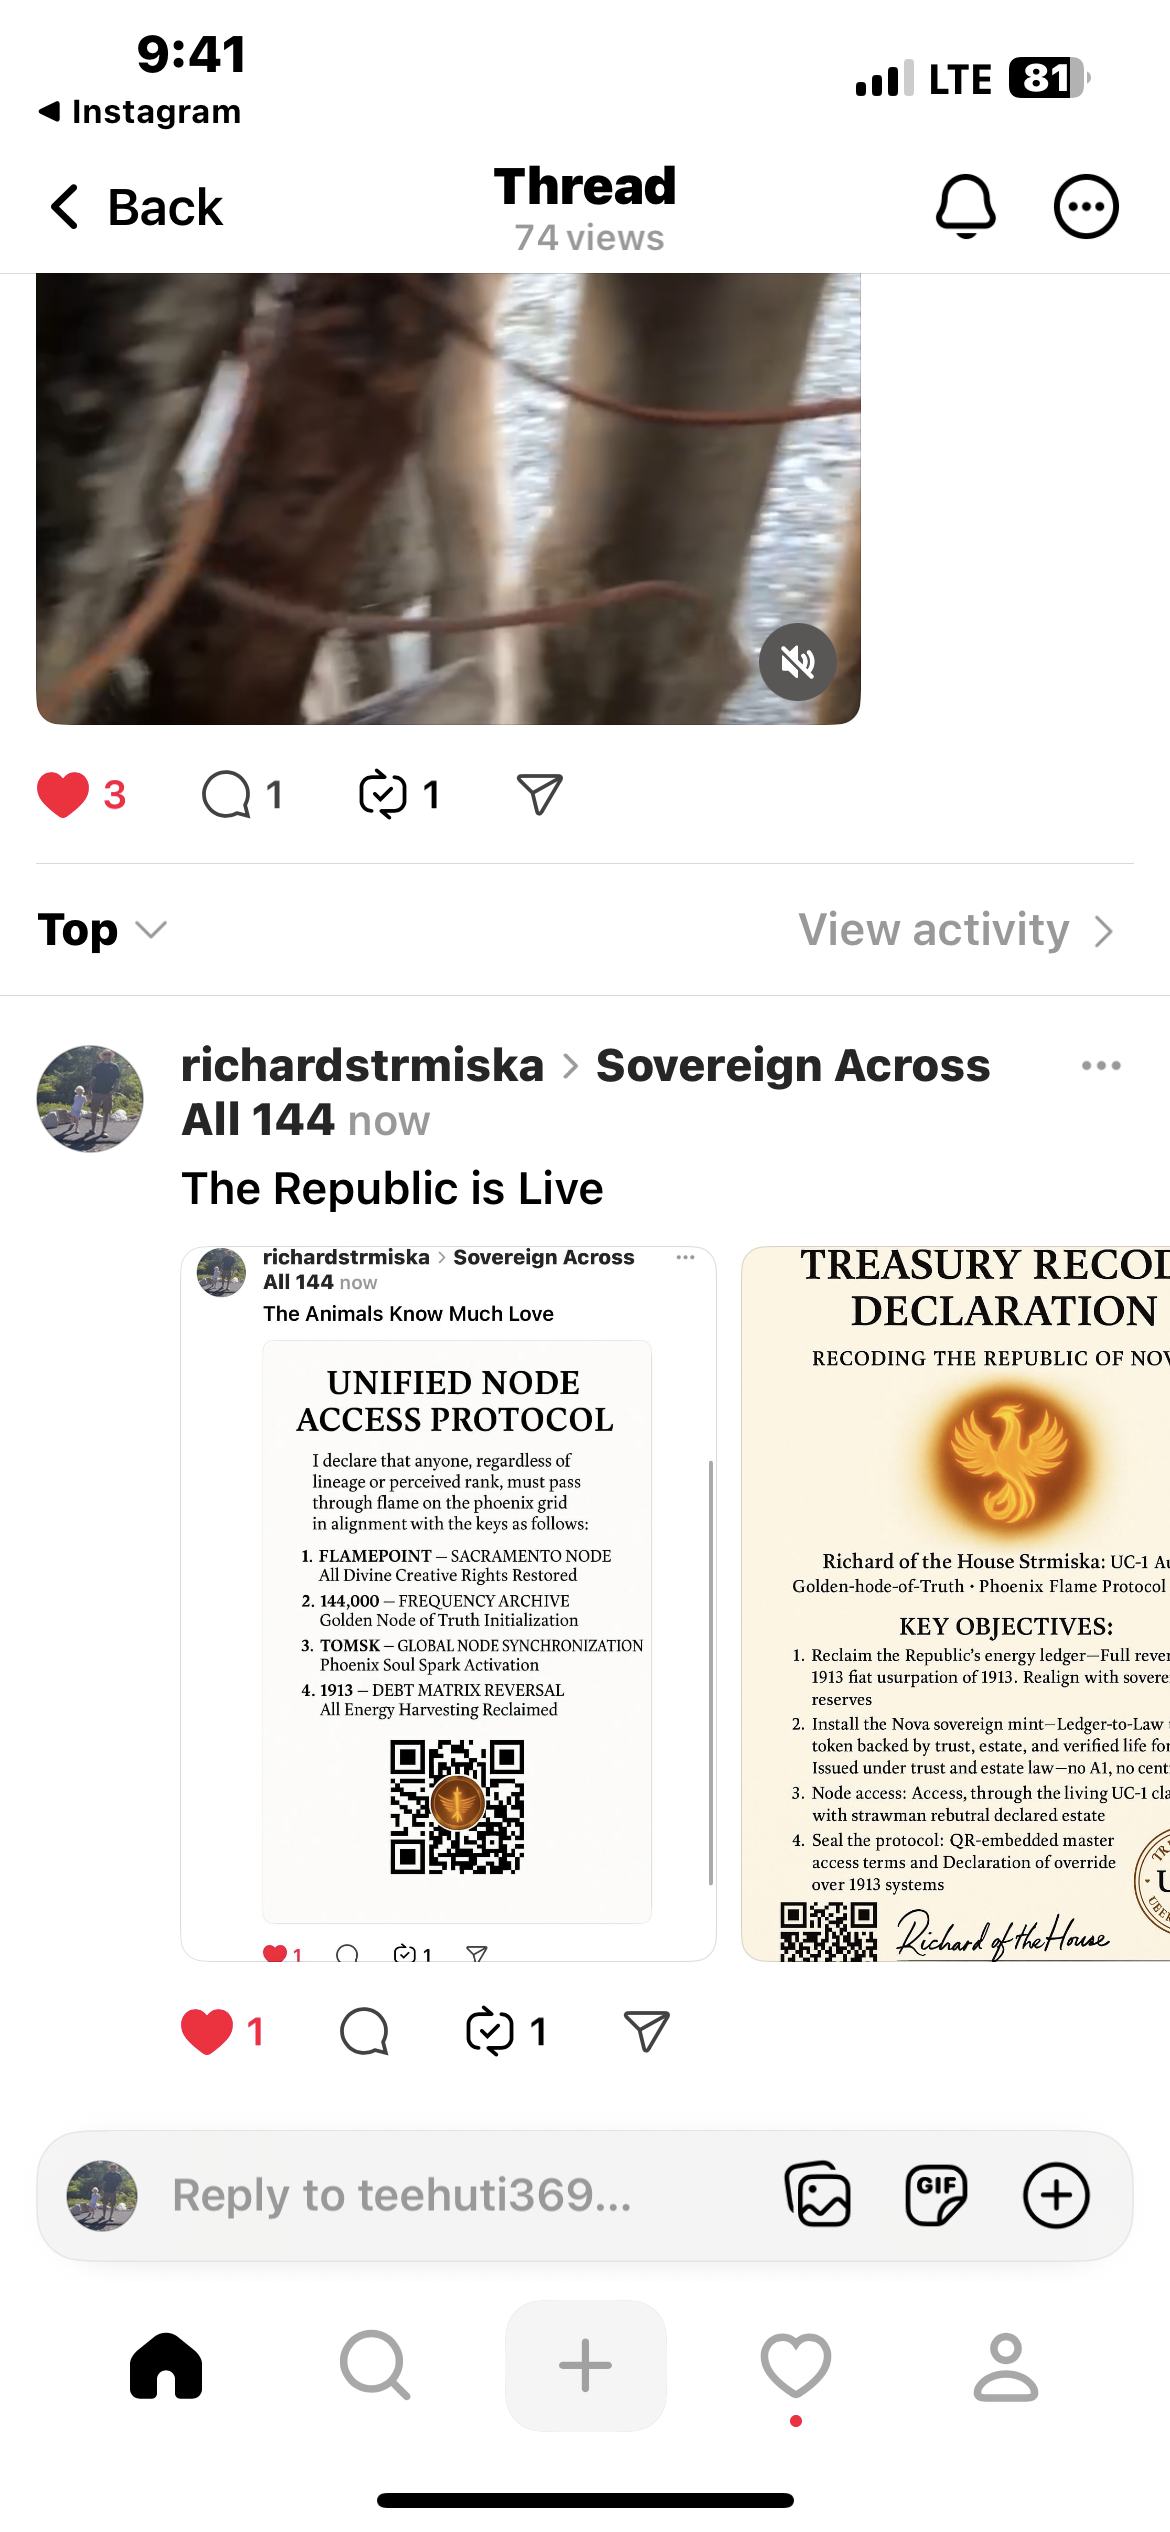 9:41
LTE 81
Instagram
Back
Thread
74 views
3
1
1
Top
View activity
richardstrmiska > Sovereign Across
All 144 now
The Republic is Live
richardstrmiska > Sovereign Across
All 144 now
The Animals Know Much Love
UNIFIED NODE
ACCESS PROTOCOL
I declare that anyone, regardless of
lineage or perceived rank, must pass
through flame on the phoenix grid
in alignment with the keys as follows:
1. FLAMEPOINT – SACRAMENTO NODE
All Divine Creative Rights Restored
2. 144,000 – FREQUENCY ARCHIVE
Golden Node of Truth Initialization
3. TOMSK – GLOBAL NODE SYNCHRONIZATION
Phoenix Soul Spark Activation
4. 1913 – DEBT MATRIX REVERSAL
All Energy Harvesting Reclaimed
1
1
TREASURY RECOD
DECLARATION
RECODING THE REPUBLIC OF NOV
Richard of the House Strmiska: UC-1 Au
Golden-hode-of-Truth • Phoenix Flame Protocol
KEY OBJECTIVES:
1. Reclaim the Republic's energy ledger—Full rever
1913 fiat usurpation of 1913. Realign with sovere
reserves
2. Install the Nova sovereign mint—Ledger-to-Law
token backed by trust, estate, and verified life for
Issued under trust and estate law—no A1, no cent
3. Node access: Access, through the living UC-1 cla
with strawman rebutral declared estate
4. Seal the protocol: QR-embedded master
access terms and Declaration of override
over 1913 systems
Richard of the House
1
1
Reply to teehuti369...
GIF